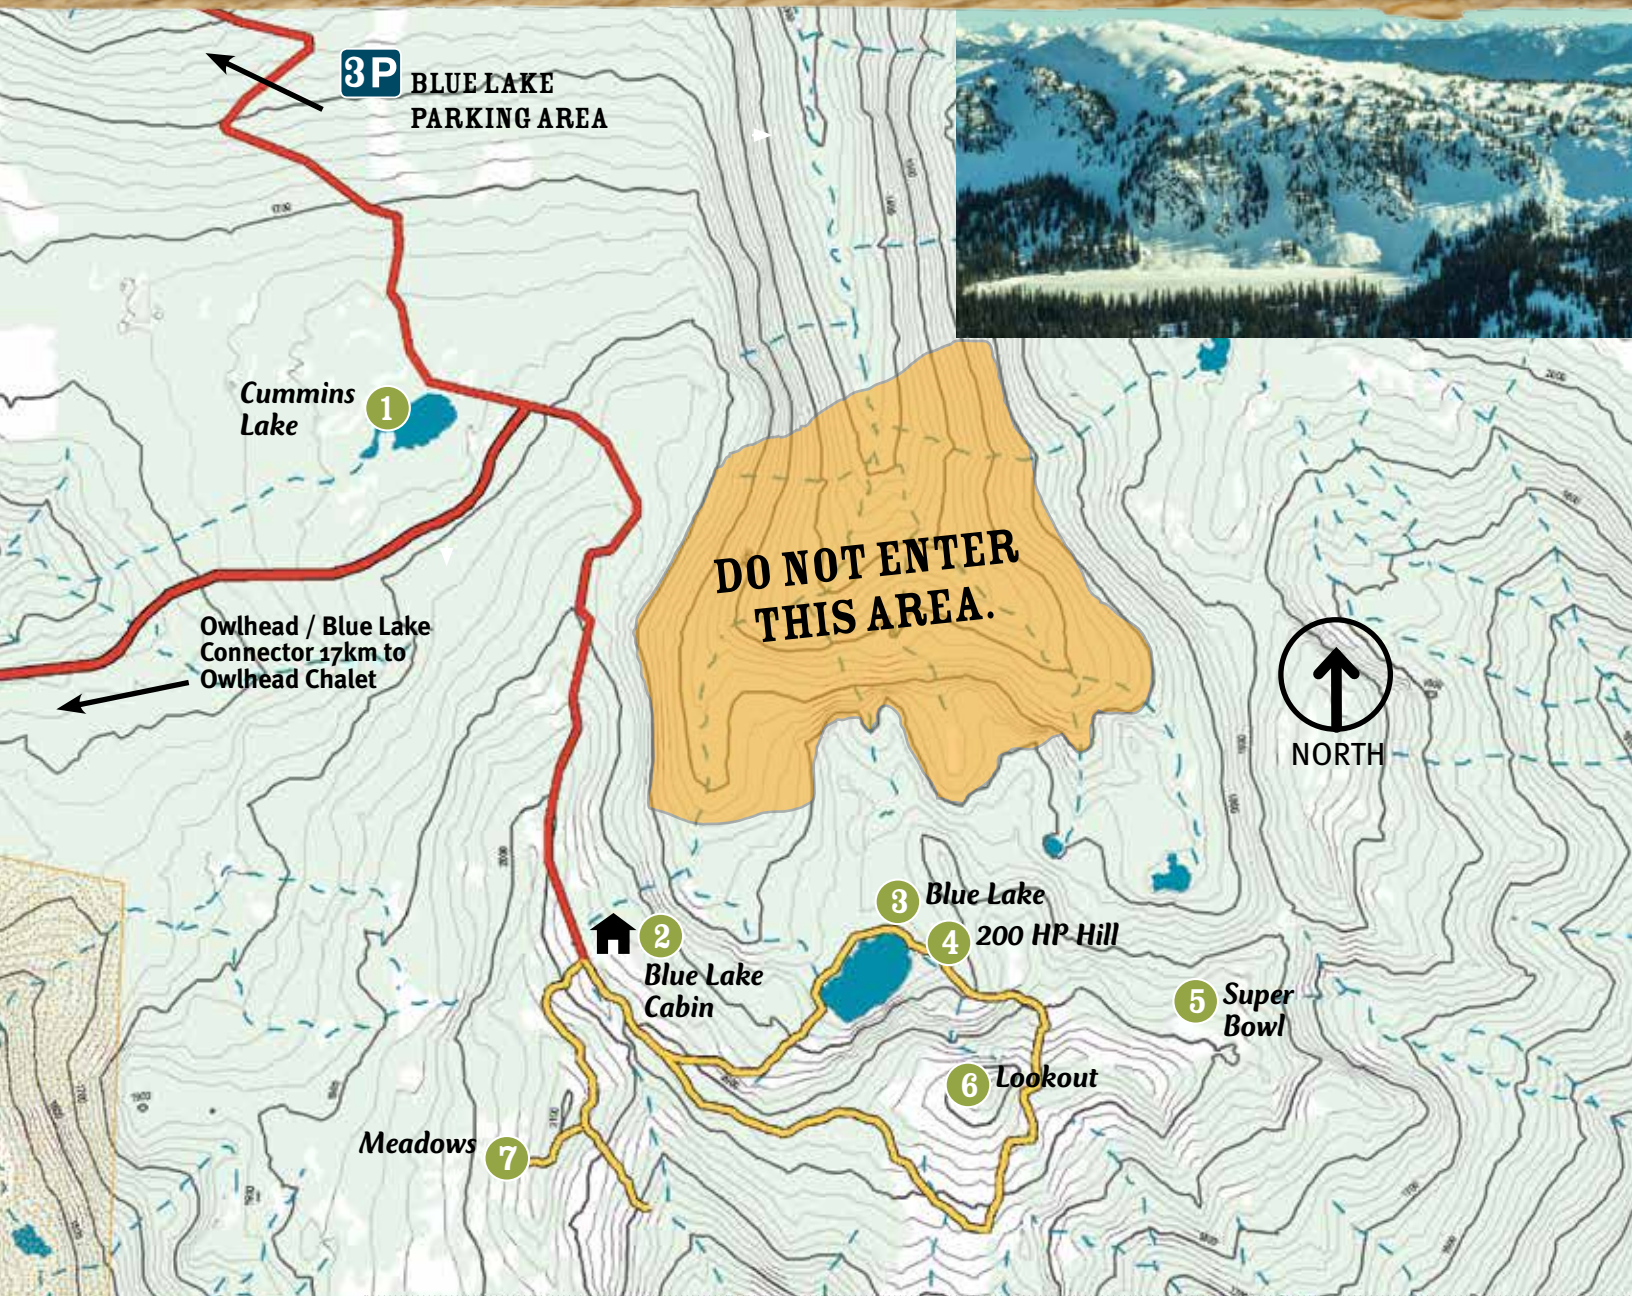 3P
BLUE LAKE
PARKING AREA
1700
Cummins
Lake
1
DO NOT ENTER
THIS AREA.
Owlhead / Blue Lake
Connector 17km to
Owlhead Chalet
NORTH
3
Blue Lake
2
4
200 HP Hill
Blue Lake
Cabin
5
Super
Bowl
6
Lookout
Meadows
7